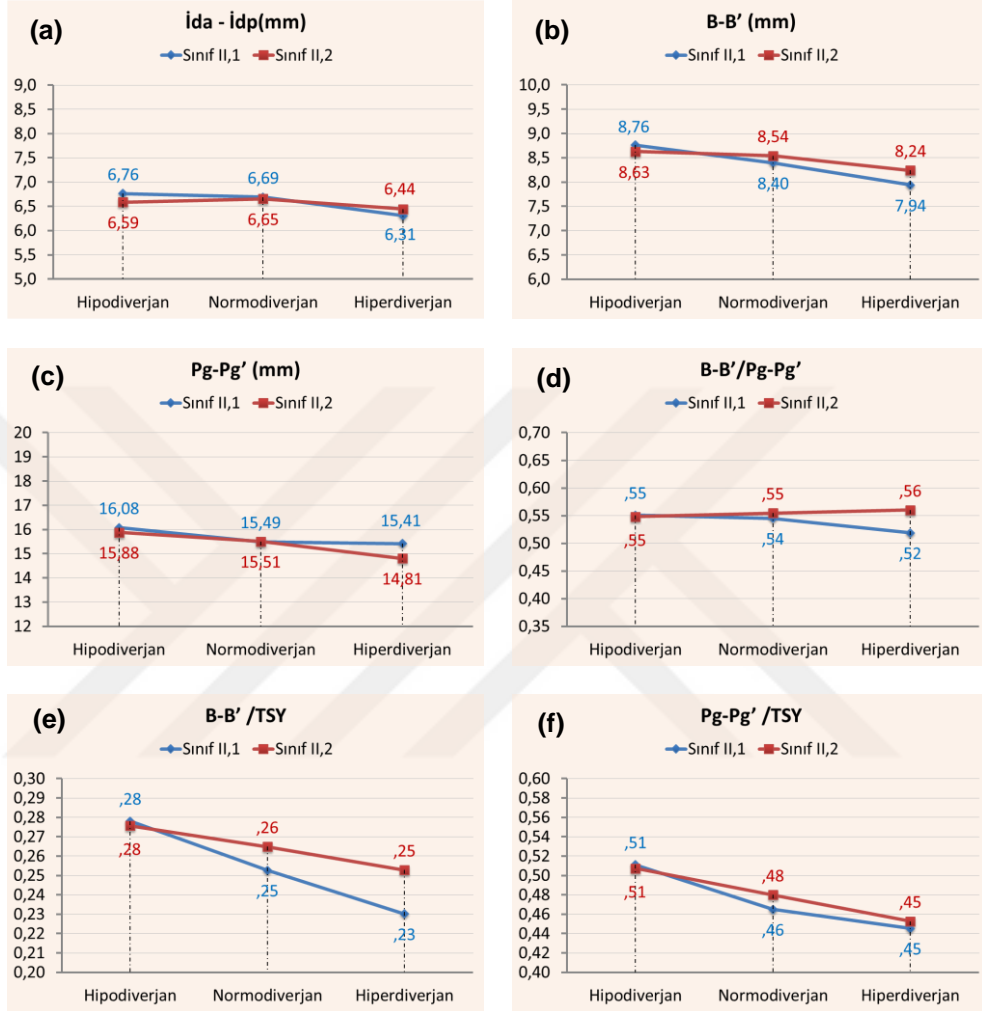 (a)
İda - İdp(mm)
Sınıf II,1 Sınıf II,2
9,0
8,5
8,0
7,5
7,0
6,5
6,0
5,5
5,0
6,76 6,69 6,44
6,59 6,65 6,31
Hipodiverjan Normodiverjan Hiperdiverjan
(b)
B-B’ (mm)
Sınıf II,1 Sınıf II,2
10,0
9,5
9,0
8,5
8,0
7,5
7,0
6,5
6,0
8,76 8,54 8,24
8,63 8,40 7,94
Hipodiverjan Normodiverjan Hiperdiverjan
(c)
Pg-Pg’ (mm)
Sınıf II,1 Sınıf II,2
20
19
18
17
16
15
14
13
12
16,08 15,49 15,41
15,88 15,51 14,81
Hipodiverjan Normodiverjan Hiperdiverjan
(d)
B-B’/Pg-Pg’
Sınıf II,1 Sınıf II,2
0,70
0,65
0,60
0,55
0,50
0,45
0,40
0,35
,55 ,55 ,56
,55 ,54 ,52
Hipodiverjan Normodiverjan Hiperdiverjan
(e)
B-B’ /TSY
Sınıf II,1 Sınıf II,2
0,30
0,29
0,28
0,27
0,26
0,25
0,24
0,23
0,22
0,21
0,20
,28 ,26 ,25
,28 ,25 ,23
Hipodiverjan Normodiverjan Hiperdiverjan
(f)
Pg-Pg’ /TSY
Sınıf II,1 Sınıf II,2
0,60
0,58
0,56
0,54
0,52
0,50
0,48
0,46
0,44
0,42
0,40
,51 ,48 ,45
,51 ,46 ,45
Hipodiverjan Normodiverjan Hiperdiverjan